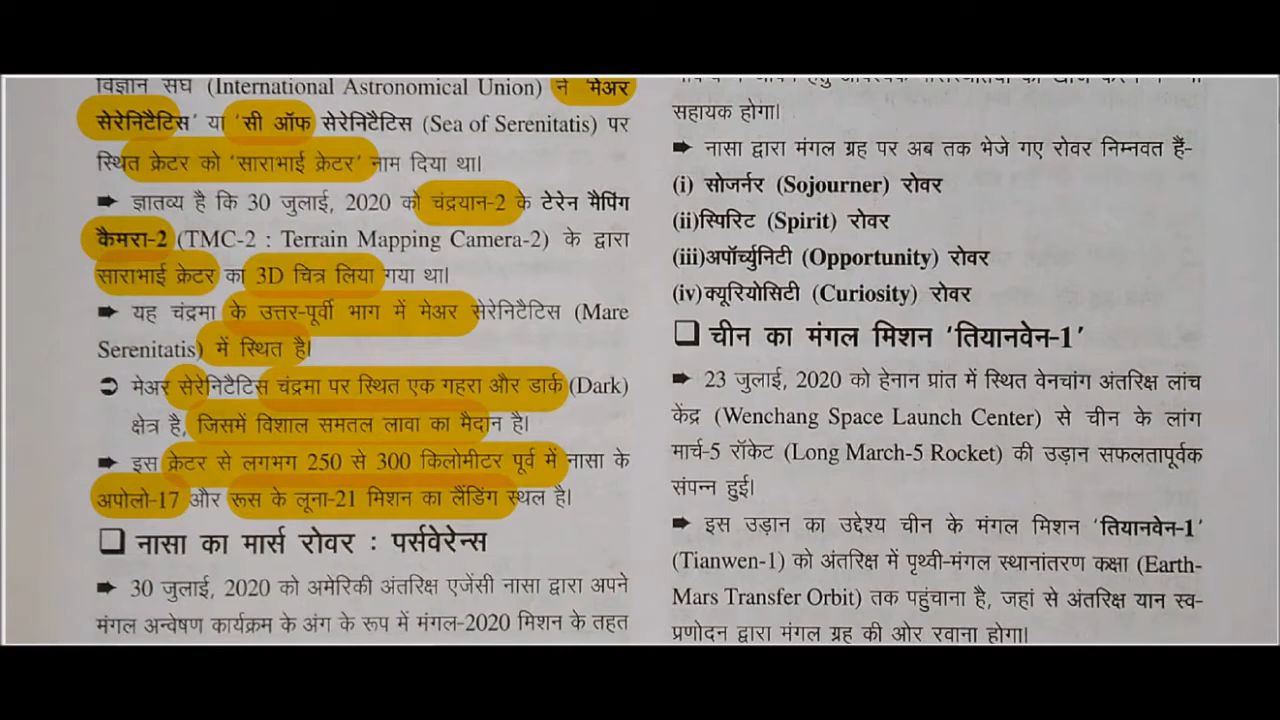 विज्ञान संघ (International Astronomical Union) ने 'मेअर
सेरेनिटैटिस' या 'सी ऑफ सेरेनिटैटिस (Sea of Serenitatis) पर
स्थित क्रेटर को 'साराभाई क्रेटर' नाम दिया था।
➨ ज्ञातव्य है कि 30 जुलाई, 2020 को चंद्रयान-2 के टेरेन मैपिंग
कैमरा-2 (TMC-2 : Terrain Mapping Camera-2) के द्वारा
साराभाई क्रेटर का 3D चित्र लिया गया था।
➨ यह चंद्रमा के उत्तर-पूर्वी भाग में मेअर सेरेनिटैटिस (Mare
Serenitatis) में स्थित है।
➲ मेअर सेरेनिटैटिस चंद्रमा पर स्थित एक गहरा और डार्क (Dark)
क्षेत्र है, जिसमें विशाल समतल लावा का मैदान है।
➨ इस क्रेटर से लगभग 250 से 300 किलोमीटर पूर्व में नासा के
अपोलो-17 और रूस के लूना-21 मिशन का लैंडिंग स्थल है।
❑ नासा का मार्स रोवर : पर्सवेरेन्स
➨ 30 जुलाई, 2020 को अमेरिकी अंतरिक्ष एजेंसी नासा द्वारा अपने
मंगल अन्वेषण कार्यक्रम के अंग के रूप में मंगल-2020 मिशन के तहत
सहायक होगा।
➨ नासा द्वारा मंगल ग्रह पर अब तक भेजे गए रोवर निम्नवत हैं-
(i) सोजर्नर (Sojourner) रोवर
(ii)स्पिरिट (Spirit) रोवर
(iii)अपॉर्च्युनिटी (Opportunity) रोवर
(iv)क्यूरियोसिटी (Curiosity) रोवर
❑ चीन का मंगल मिशन 'तियानवेन-1'
➨ 23 जुलाई, 2020 को हेनान प्रांत में स्थित वेनचांग अंतरिक्ष लांच
केंद्र (Wenchang Space Launch Center) से चीन के लांग
मार्च-5 रॉकेट (Long March-5 Rocket) की उड़ान सफलतापूर्वक
संपन्न हुई।
➨ इस उड़ान का उद्देश्य चीन के मंगल मिशन 'तियानवेन-1'
(Tianwen-1) को अंतरिक्ष में पृथ्वी-मंगल स्थानांतरण कक्षा (Earth-
Mars Transfer Orbit) तक पहुंचाना है, जहां से अंतरिक्ष यान स्व-
प्रणोदन द्वारा मंगल ग्रह की ओर रवाना होगा।